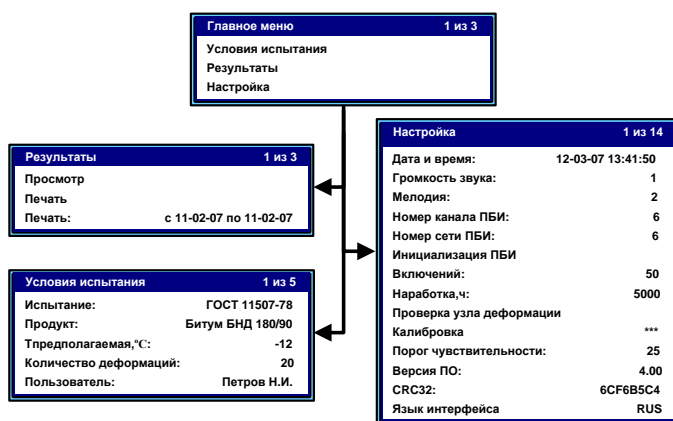 Главное меню 1 из 3
Условия испытания
Результаты
Настройка
Результаты 1 из 3
Просмотр
Печать
Печать: с 11-02-07 по 11-02-07
Условия испытания 1 из 5
Испытание: ГОСТ 11507-78
Продукт: Битум БНД 180/90
Тпредполагаемая,°С: -12
Количество деформаций: 20
Пользователь: Петров Н.И.
Настройка 1 из 14
Дата и время: 12-03-07 13:41:50
Громкость звука: 1
Мелодия: 2
Номер канала ПБИ: 6
Номер сети ПБИ: 6
Инициализация ПБИ
Включений: 50
Наработка,ч: 5000
Проверка узла деформации
Калибровка ***
Порог чувствительности: 25
Версия ПО: 4.00
CRC32: 6CF6B5C4
Язык интерфейса RUS